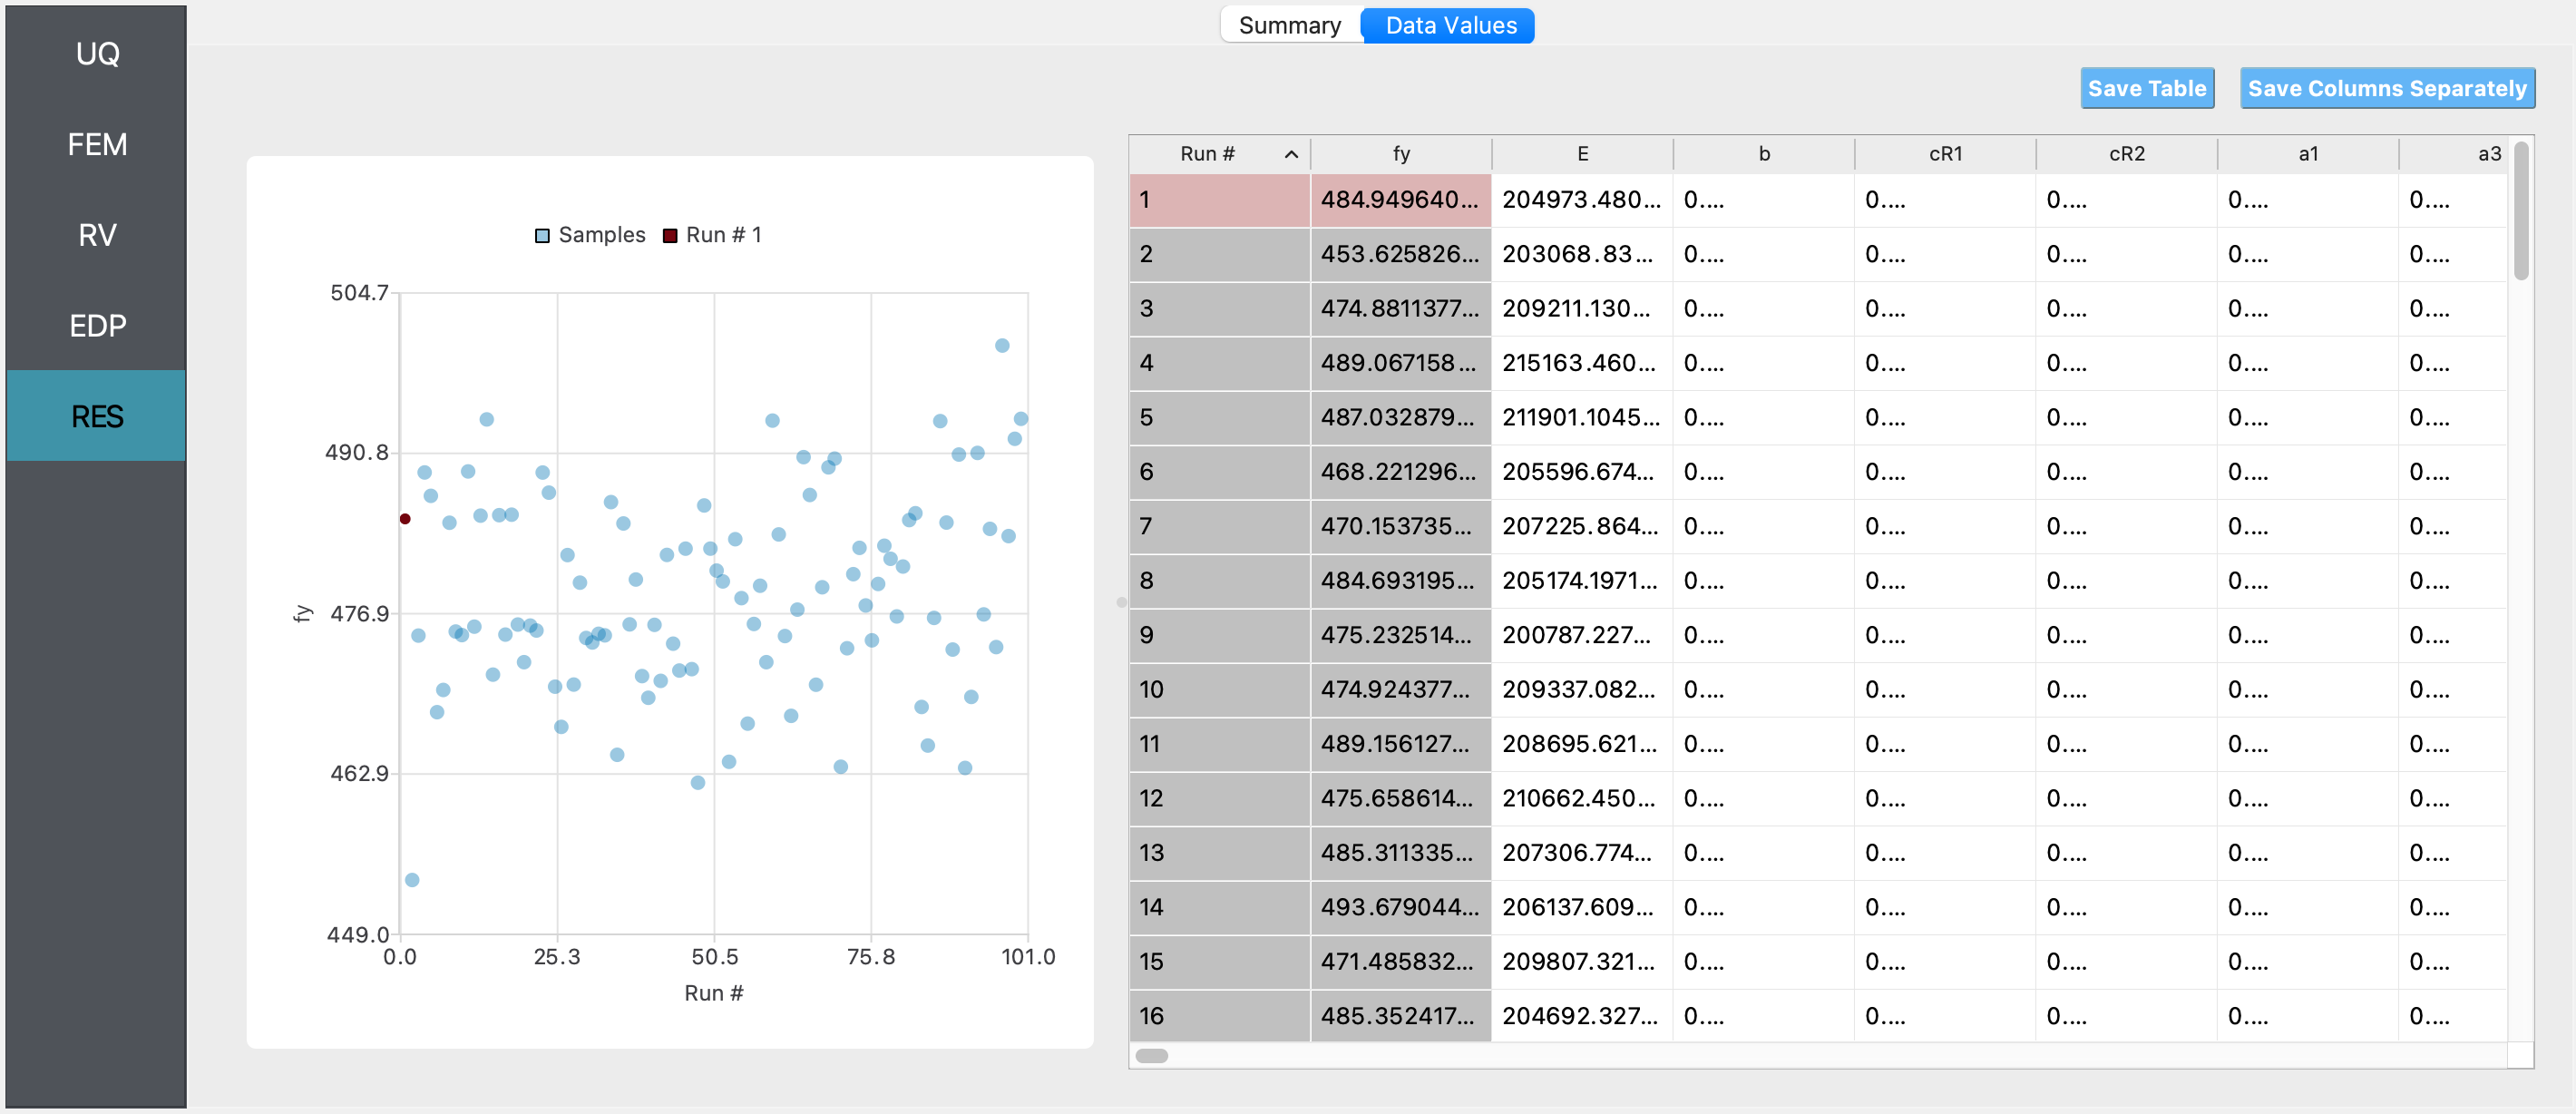 UQ
FEM
RV
EDP
RES
Summary Data Values
Save Table Save Columns Separately
Samples Run # 1
504.7
490.8
476.9
462.9
449.0
fy
0.0 25.3 50.5 75.8 101.0
Run #
Run # fy E b cR1 cR2 a1 a3
1 484.949640... 204973.480... 0.... 0.... 0.... 0.... 0....
2 453.625826... 203068.83... 0.... 0.... 0.... 0.... 0....
3 474.8811377... 209211.130... 0.... 0.... 0.... 0.... 0....
4 489.067158... 215163.460... 0.... 0.... 0.... 0.... 0....
5 487.032879... 211901.1045... 0.... 0.... 0.... 0.... 0....
6 468.221296... 205596.674... 0.... 0.... 0.... 0.... 0....
7 470.153735... 207225.864... 0.... 0.... 0.... 0.... 0....
8 484.693195... 205174.1971... 0.... 0.... 0.... 0.... 0....
9 475.232514... 200787.227... 0.... 0.... 0.... 0.... 0....
10 474.924377... 209337.082... 0.... 0.... 0.... 0.... 0....
11 489.156127... 208695.621... 0.... 0.... 0.... 0.... 0....
12 475.658614... 210662.450... 0.... 0.... 0.... 0.... 0....
13 485.311335... 207306.774... 0.... 0.... 0.... 0.... 0....
14 493.679044... 206137.609... 0.... 0.... 0.... 0.... 0....
15 471.485832... 209807.321... 0.... 0.... 0.... 0.... 0....
16 485.352417... 204692.327... 0.... 0.... 0.... 0.... 0....